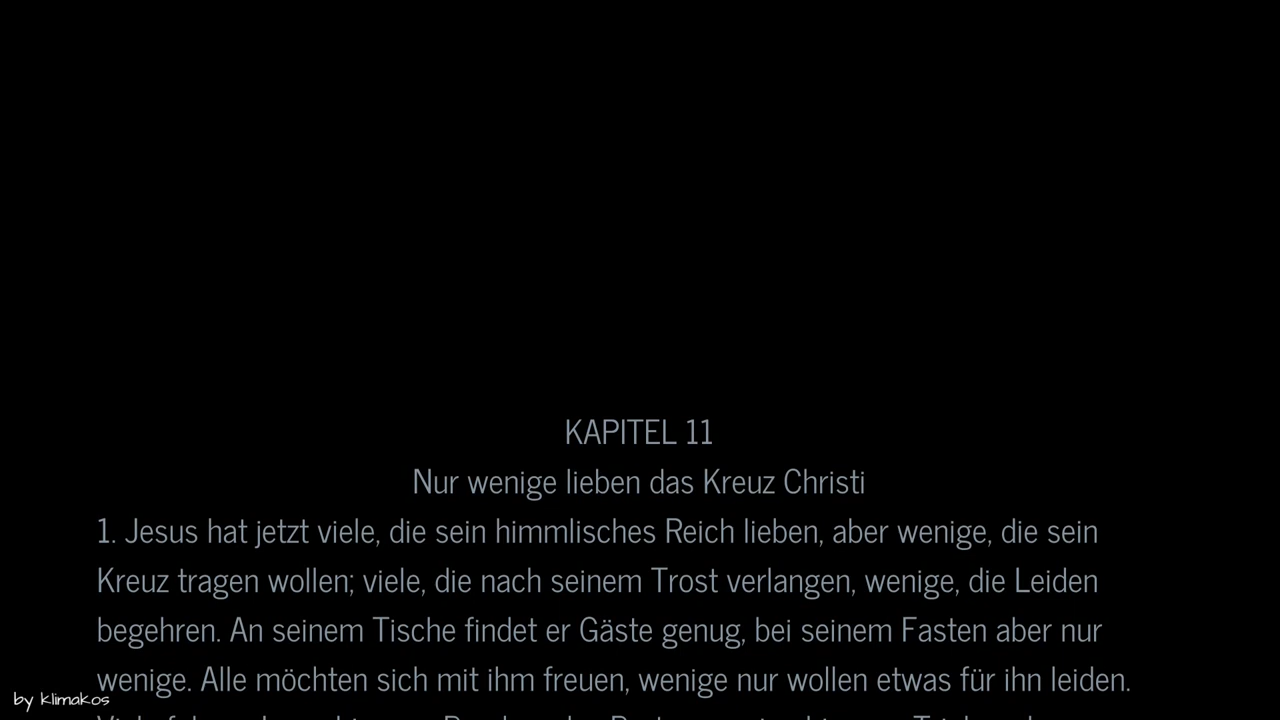 KAPITEL 11
Nur wenige lieben das Kreuz Christi
1. Jesus hat jetzt viele, die sein himmlisches Reich lieben, aber wenige, die sein
Kreuz tragen wollen; viele, die nach seinem Trost verlangen, wenige, die Leiden
begehren. An seinem Tische findet er Gäste genug, bei seinem Fasten aber nur
wenige. Alle möchten sich mit ihm freuen, wenige nur wollen etwas für ihn leiden.
by klimakos